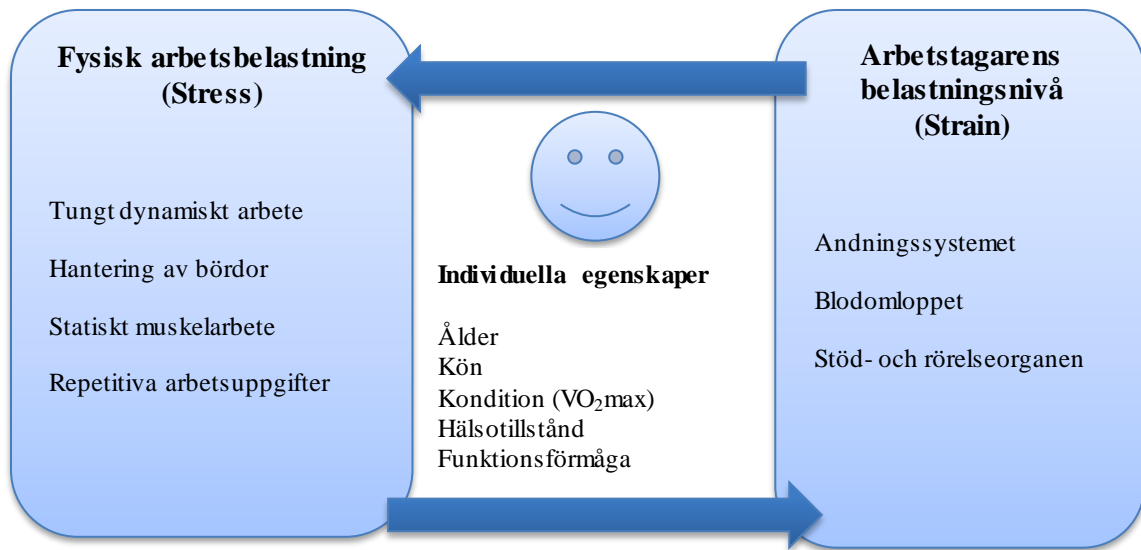 Fysisk arbetsbelastning
(Stress)
Tungt dynamiskt arbete
Hantering av bördor
Statiskt muskelarbete
Repetitiva arbetsuppgifter
Individuella egenskaper
Ålder
Kön
Kondition (VO₂max)
Hälsotillstånd
Funktionsförmåga
Arbetstagarens
belastningsnivå
(Strain)
Andningssystemet
Blodomloppet
Stöd- och rörelseorganen